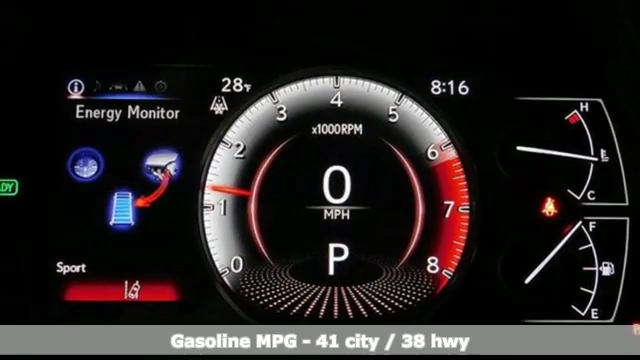 28°F
8:16
Energy Monitor
x1000RPM
0
1
2
3
4
5
6
7
8
0
MPH
P
H
C
F
E
DY
Sport
Gasoline MPG - 41 city / 38 hwy